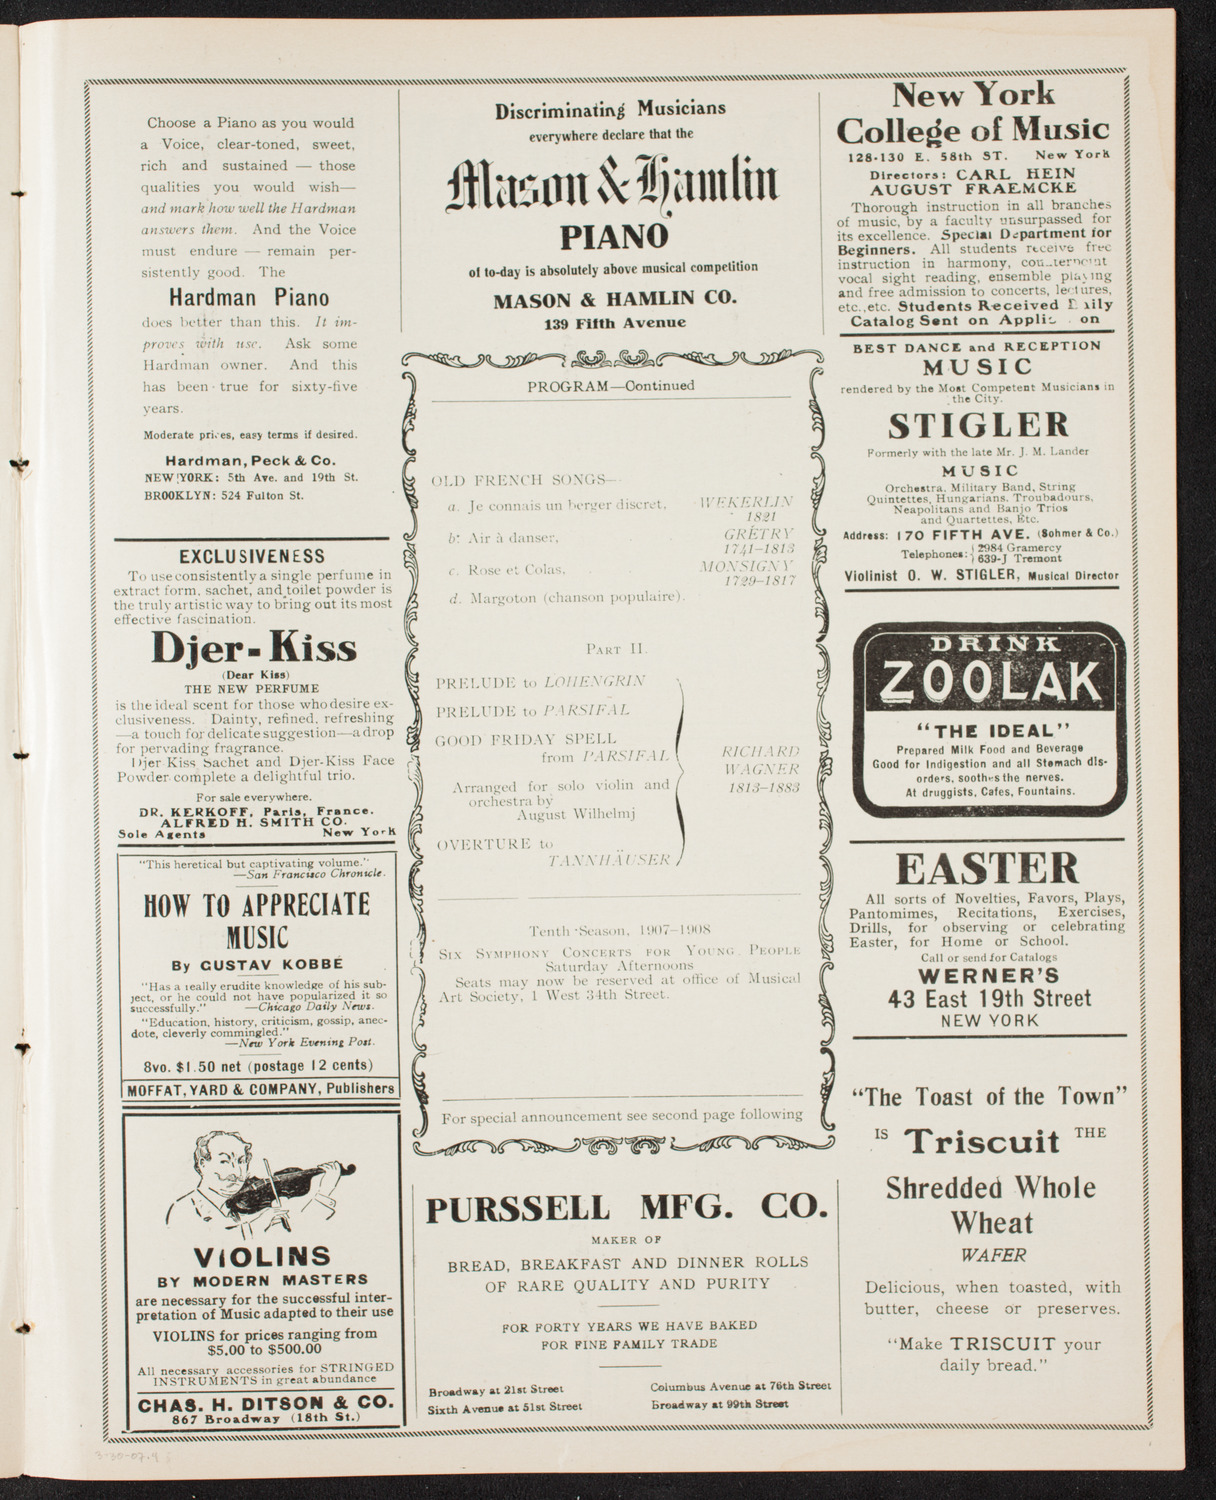 Choose a Piano as you would
a Voice, clear-toned, sweet,
rich and sustained — those
qualities you would wish—
and mark how well the Hardman
answers them. And the Voice
must endure — remain per-
sistently good. The
Hardman Piano
does better than this. It im-
proves with use. Ask some
Hardman owner. And this
has been true for sixty-five
years.
Moderate prices, easy terms if desired.
Hardman, Peck & Co.
NEW YORK: 5th Ave. and 19th St.
BROOKLYN: 524 Fulton St.
EXCLUSIVENESS
To use consistently a single perfume in
extract form, sachet, and toilet powder is
the truly artistic way to bring out its most
effective fascination.
Djer-Kiss
(Dear Kiss)
THE NEW PERFUME
is the ideal scent for those who desire ex-
clusiveness. Dainty, refined, refreshing
—a touch for delicate suggestion—a drop
for pervading fragrance.
Djer Kiss Sachet and Djer-Kiss Face
Powder complete a delightful trio.
For sale everywhere.
DR. KERKOFF, Paris, France.
ALFRED H. SMITH CO.
Sole Agents New York
"This heretical but captivating volume."
—San Francisco Chronicle.
HOW TO APPRECIATE
MUSIC
By GUSTAV KOBBÉ
"Has a really erudite knowledge of his sub-
ject, or he could not have popularized it so
successfully." —Chicago Daily News.
"Education, history, criticism, gossip, anec-
dote, cleverly commingled."
—New York Evening Post.
8vo. $1.50 net (postage 12 cents)
MOFFAT, YARD & COMPANY, Publishers
VIOLINS
BY MODERN MASTERS
are necessary for the successful inter-
pretation of Music adapted to their use
VIOLINS for prices ranging from
$5.00 to $500.00
All necessary accessories for STRINGED
INSTRUMENTS in great abundance
CHAS. H. DITSON & CO.
867 Broadway (18th St.)
Discriminating Musicians
everywhere declare that the
Mason & Hamlin
PIANO
of to-day is absolutely above musical competition
MASON & HAMLIN CO.
139 Fifth Avenue
PROGRAM—Continued
OLD FRENCH SONGS—
a. Je connais un berger discret, WEKERLIN
1821
b. Air à danser, GRÉTRY
1741–1813
c. Rose et Colas, MONSIGNY
1729–1817
d. Margoton (chanson populaire).
PART II.
PRELUDE to LOHENGRIN
PRELUDE to PARSIFAL
GOOD FRIDAY SPELL
from PARSIFAL
Arranged for solo violin and
orchestra by
August Wilhelmj
OVERTURE to
TANNHÄUSER
RICHARD
WAGNER
1813–1883
Tenth Season, 1907–1908
SIX SYMPHONY CONCERTS FOR YOUNG PEOPLE
Saturday Afternoons
Seats may now be reserved at office of Musical
Art Society, 1 West 34th Street.
For special announcement see second page following
PURSSELL MFG. CO.
MAKER OF
BREAD, BREAKFAST AND DINNER ROLLS
OF RARE QUALITY AND PURITY
FOR FORTY YEARS WE HAVE BAKED
FOR FINE FAMILY TRADE
Broadway at 21st Street Columbus Avenue at 76th Street
Sixth Avenue at 51st Street Broadway at 99th Street
New York
College of Music
128-130 E. 58th ST. New York
Directors: CARL HEIN
AUGUST FRAEMCKE
Thorough instruction in all branches
of music, by a faculty unsurpassed for
its excellence. Special Department for
Beginners. All students receive free
instruction in harmony, counterpoint
vocal sight reading, ensemble playing
and free admission to concerts, lectures,
etc., etc. Students Received Daily
Catalog Sent on Application
BEST DANCE and RECEPTION
MUSIC
rendered by the Most Competent Musicians in
the City.
STIGLER
Formerly with the late Mr. J. M. Lander
MUSIC
Orchestra, Military Band, String
Quintettes, Hungarians, Troubadours,
Neapolitans and Banjo Trios
and Quartettes, Etc.
Address: 170 FIFTH AVE. (Sohmer & Co.)
Telephones: 2984 Gramercy
639-J Tremont
Violinist O. W. STIGLER, Musical Director
DRINK
ZOOLAK
"THE IDEAL"
Prepared Milk Food and Beverage
Good for Indigestion and all Stomach dis-
orders, soothes the nerves.
At druggists, Cafes, Fountains.
EASTER
All sorts of Novelties, Favors, Plays,
Pantomimes, Recitations, Exercises,
Drills, for observing or celebrating
Easter, for Home or School.
Call or send for Catalogs
WERNER'S
43 East 19th Street
NEW YORK
"The Toast of the Town"
IS Triscuit THE
Shredded Whole
Wheat
WAFER
Delicious, when toasted, with
butter, cheese or preserves.
"Make TRISCUIT your
daily bread."
3-30-07.9